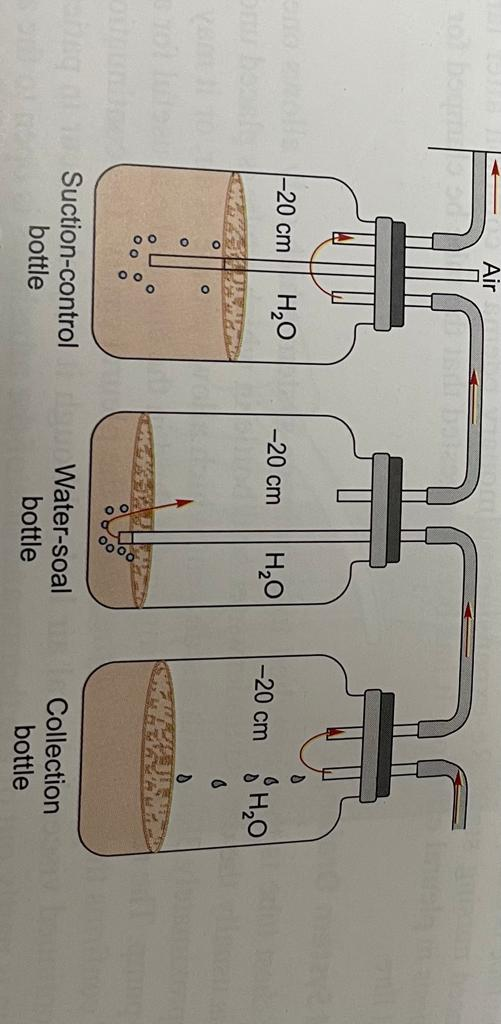 Air
–20 cm H₂O
–20 cm H₂O
–20 cm H₂O
Suction-control
bottle
Water-soal
bottle
Collection
bottle